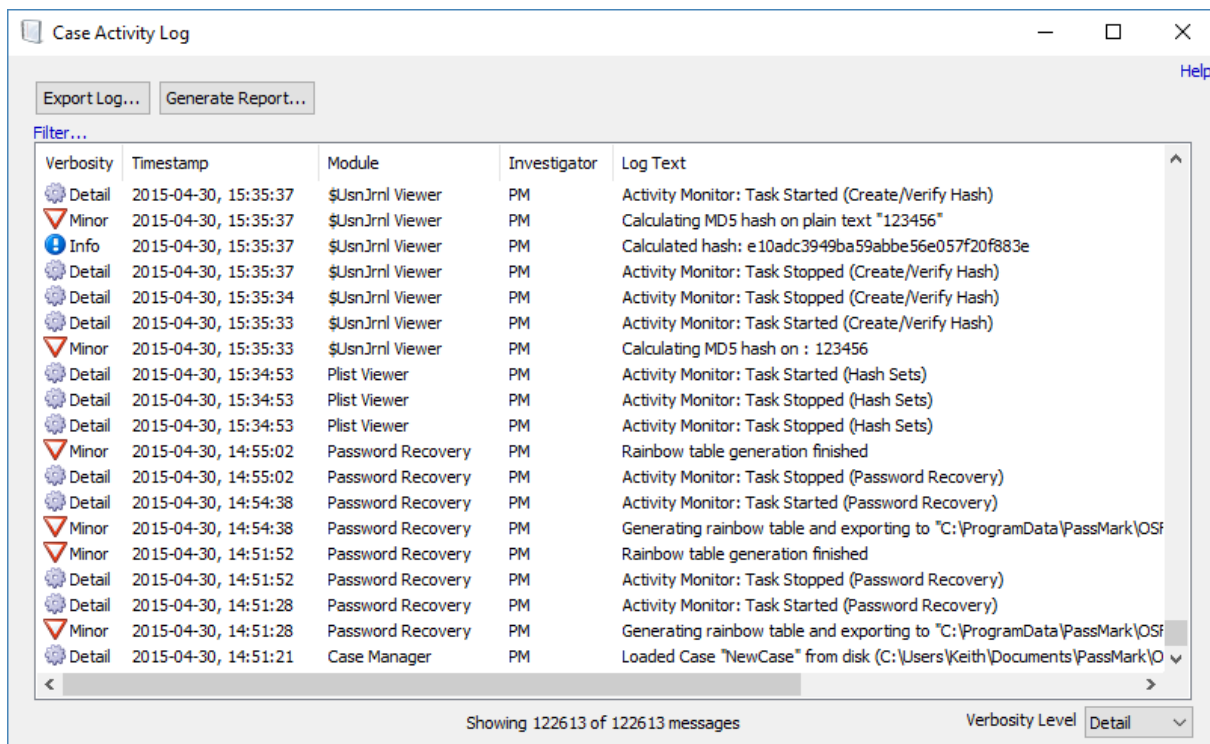 Case Activity Log
Help
Export Log... Generate Report...
Filter...
Verbosity Timestamp Module Investigator Log Text
Detail 2015-04-30, 15:35:37 $UsnJrnl Viewer PM Activity Monitor: Task Started (Create/Verify Hash)
Minor 2015-04-30, 15:35:37 $UsnJrnl Viewer PM Calculating MD5 hash on plain text "123456"
Info 2015-04-30, 15:35:37 $UsnJrnl Viewer PM Calculated hash: e10adc3949ba59abbe56e057f20f883e
Detail 2015-04-30, 15:35:37 $UsnJrnl Viewer PM Activity Monitor: Task Stopped (Create/Verify Hash)
Detail 2015-04-30, 15:35:34 $UsnJrnl Viewer PM Activity Monitor: Task Stopped (Create/Verify Hash)
Detail 2015-04-30, 15:35:33 $UsnJrnl Viewer PM Activity Monitor: Task Started (Create/Verify Hash)
Minor 2015-04-30, 15:35:33 $UsnJrnl Viewer PM Calculating MD5 hash on : 123456
Detail 2015-04-30, 15:34:53 Plist Viewer PM Activity Monitor: Task Started (Hash Sets)
Detail 2015-04-30, 15:34:53 Plist Viewer PM Activity Monitor: Task Stopped (Hash Sets)
Detail 2015-04-30, 15:34:53 Plist Viewer PM Activity Monitor: Task Stopped (Hash Sets)
Minor 2015-04-30, 14:55:02 Password Recovery PM Rainbow table generation finished
Detail 2015-04-30, 14:55:02 Password Recovery PM Activity Monitor: Task Stopped (Password Recovery)
Detail 2015-04-30, 14:54:38 Password Recovery PM Activity Monitor: Task Started (Password Recovery)
Minor 2015-04-30, 14:54:38 Password Recovery PM Generating rainbow table and exporting to "C:\ProgramData\PassMark\OSF
Minor 2015-04-30, 14:51:52 Password Recovery PM Rainbow table generation finished
Detail 2015-04-30, 14:51:52 Password Recovery PM Activity Monitor: Task Stopped (Password Recovery)
Detail 2015-04-30, 14:51:28 Password Recovery PM Activity Monitor: Task Started (Password Recovery)
Minor 2015-04-30, 14:51:28 Password Recovery PM Generating rainbow table and exporting to "C:\ProgramData\PassMark\OSF
Detail 2015-04-30, 14:51:21 Case Manager PM Loaded Case "NewCase" from disk (C:\Users\Keith\Documents\PassMark\O
Showing 122613 of 122613 messages Verbosity Level Detail